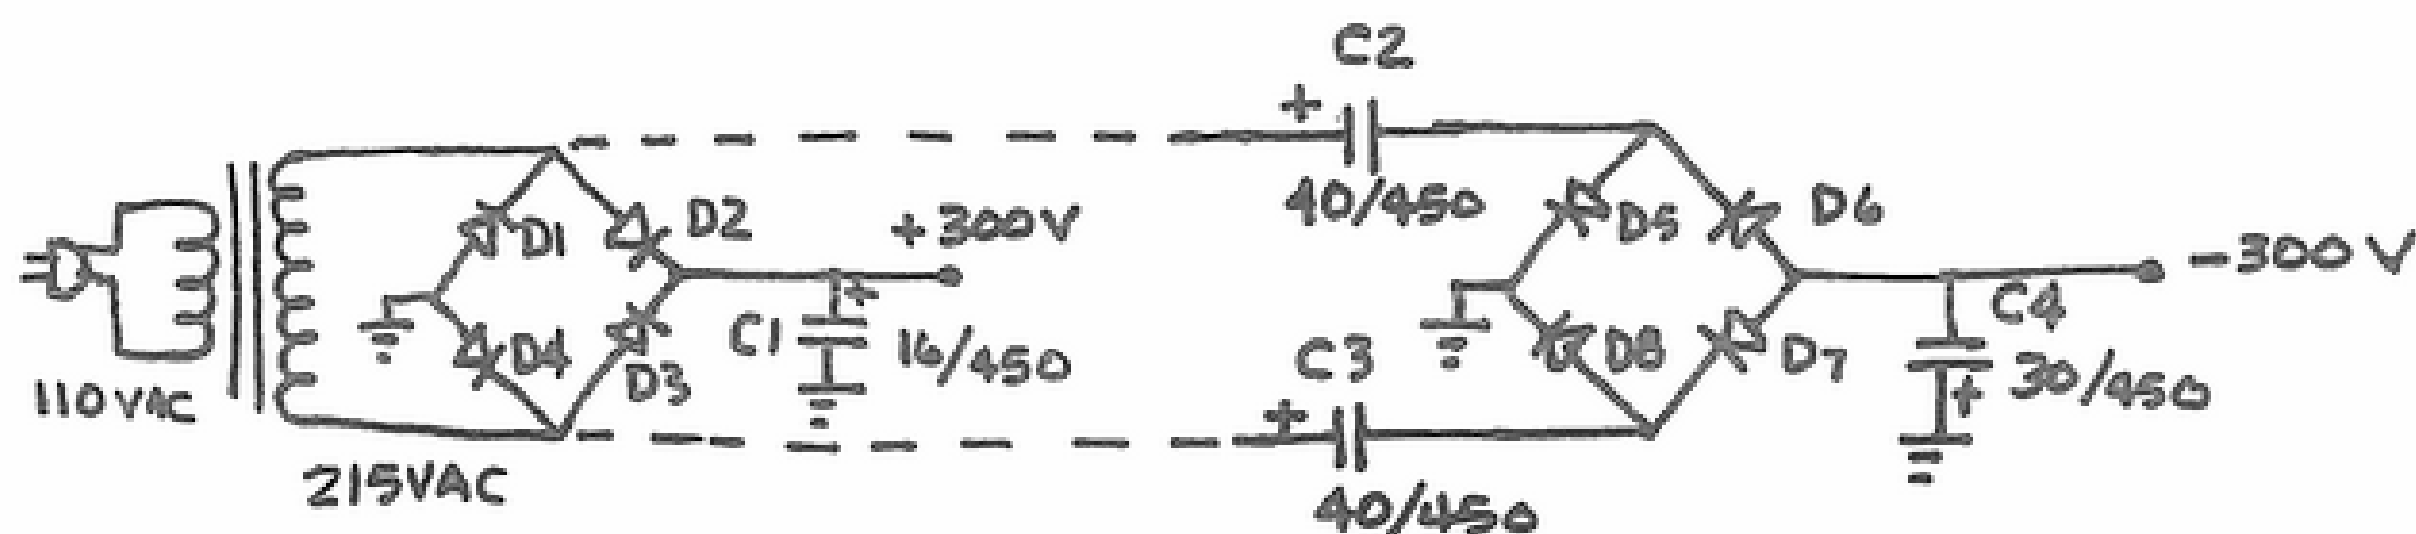 C2
+
40/450
D1
D2
+300V
D5
D6
-300V
+
C1
16/450
D4
D3
C3
D8
D7
C4
30/450
+
110VAC
+
215VAC
40/450